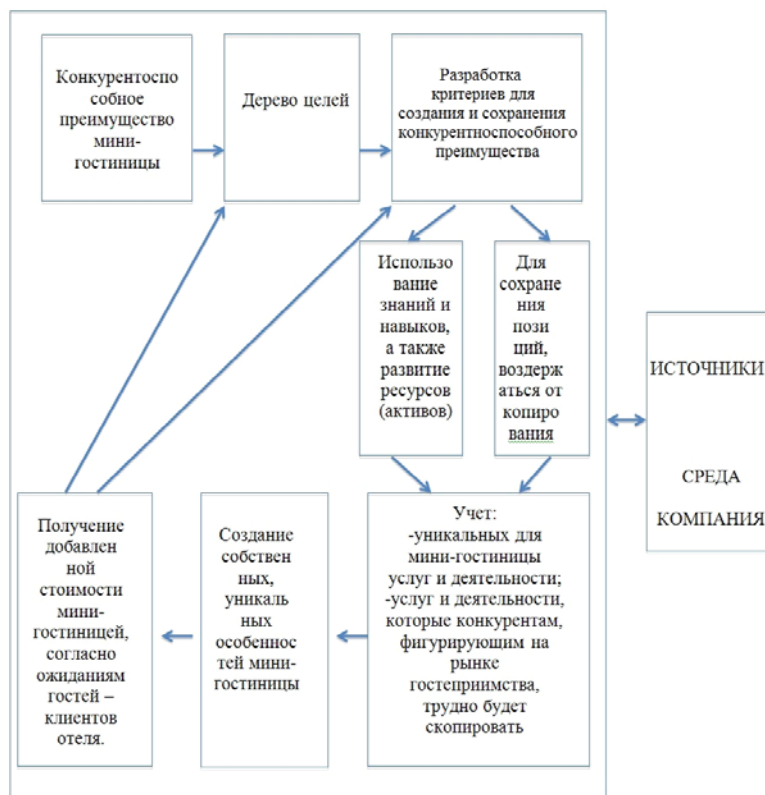 Конкурентоспо
собное
преимущество
мини-
гостиницы
Дерево целей
Разработка
критериев для
создания и сохранения
конкурентноспособного
преимущества
Использо
вание
знаний и
навыков,
а также
развитие
ресурсов
(активов)
Для
сохране
ния
пози
ций,
воздерж
аться от
копиро
вания
ИСТОЧНИКИ
СРЕДА
КОМПАНИЯ
Получение
добавлен
ной
стоимости
мини-
гостиницей,
согласно
ожиданиям
гостей –
клиентов
отеля.
Создание
собствен
ных,
уникаль
ных
особеннос
тей мини-
гостиницы
Учет:
-уникальных для
мини-гостиницы
услуг и деятельности;
-услуг и деятельности,
которые конкурентам,
фигурирующим на
рынке
гостеприимства,
трудно будет
скопировать